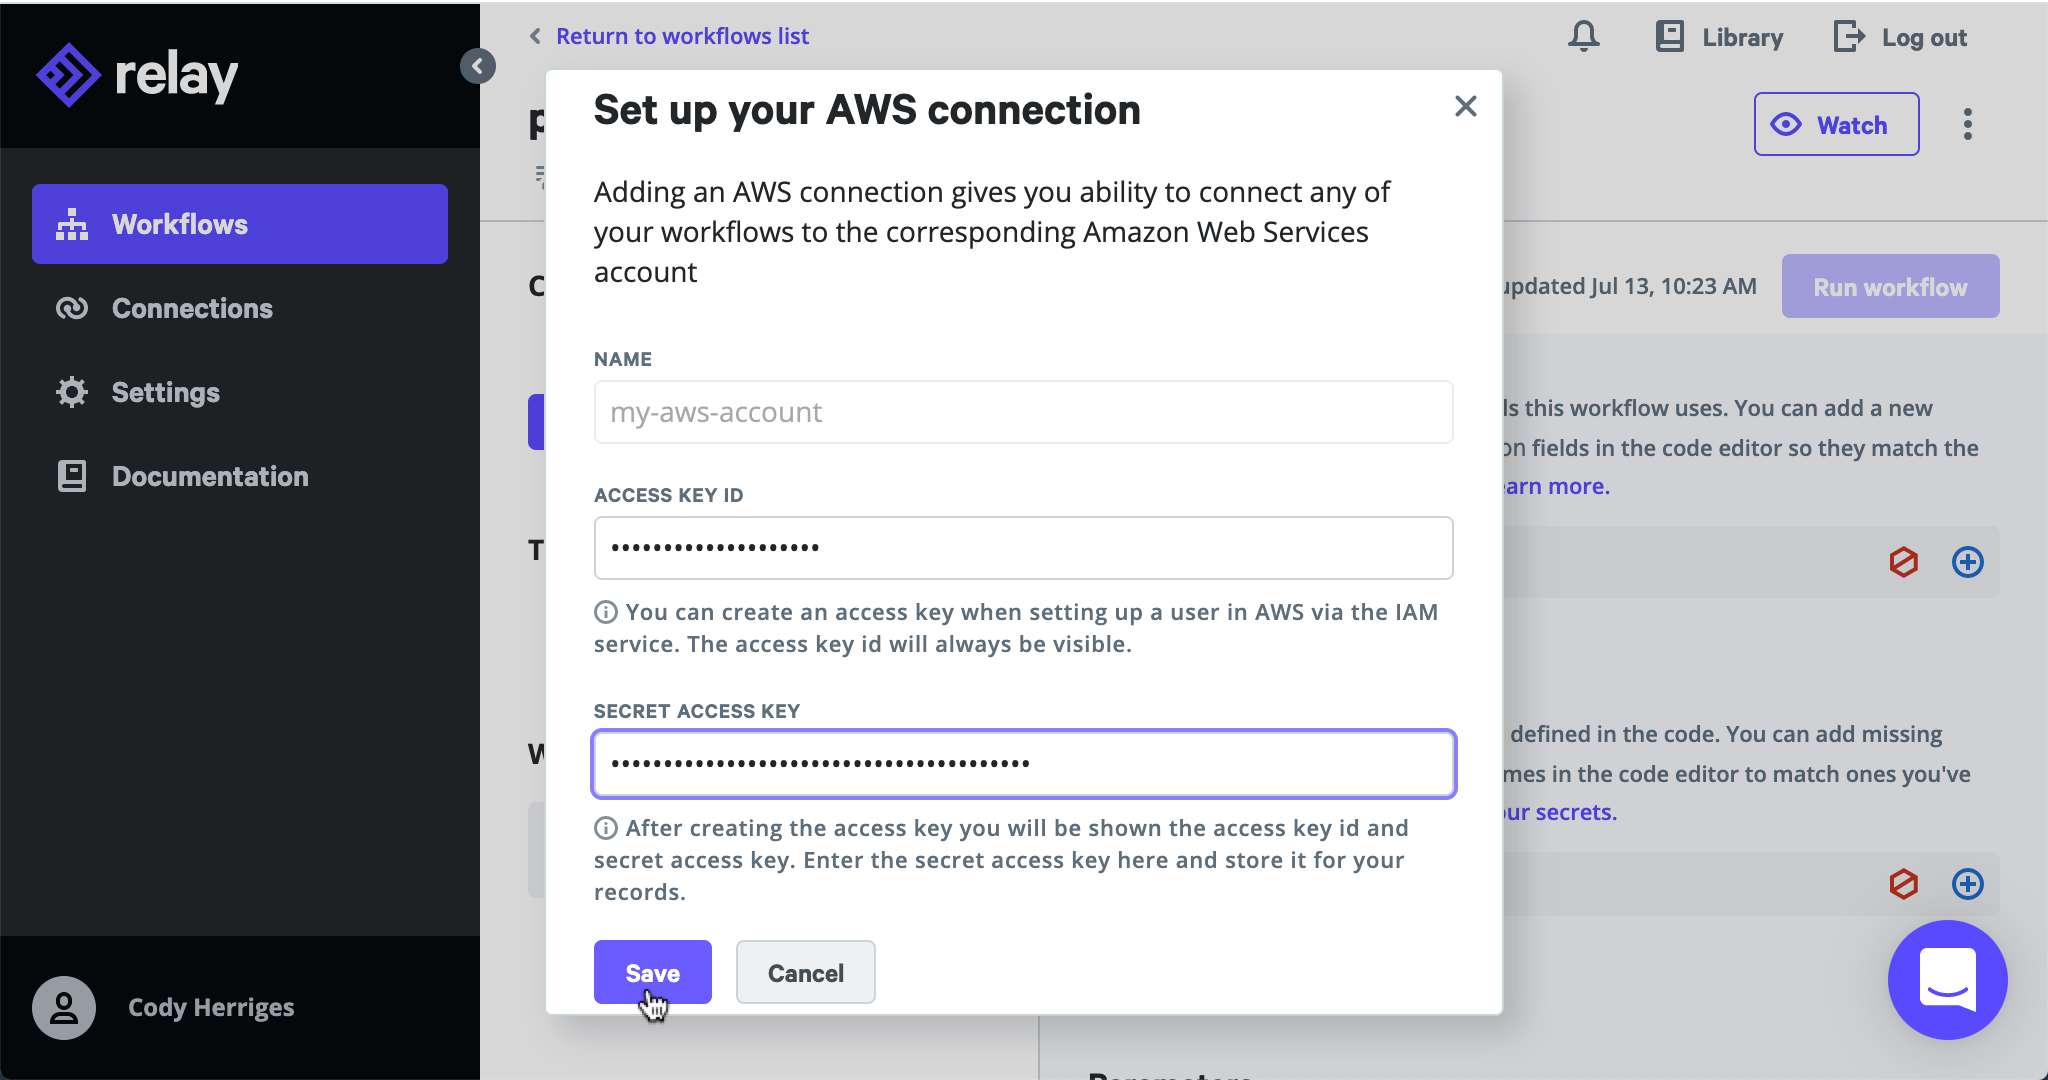 relay
Workflows
Connections
Settings
Documentation
Cody Herriges
Return to workflows list
Library
Log out
Watch
updated Jul 13, 10:23 AM
Run workflow
this workflow uses. You can add a new
fields in the code editor so they match the
more.
defined in the code. You can add missing
in the code editor to match ones you've
secrets.
Set up your AWS connection
Adding an AWS connection gives you ability to connect any of
your workflows to the corresponding Amazon Web Services
account
NAME
my-aws-account
ACCESS KEY ID
You can create an access key when setting up a user in AWS via the IAM
service. The access key id will always be visible.
SECRET ACCESS KEY
After creating the access key you will be shown the access key id and
secret access key. Enter the secret access key here and store it for your
records.
Save
Cancel